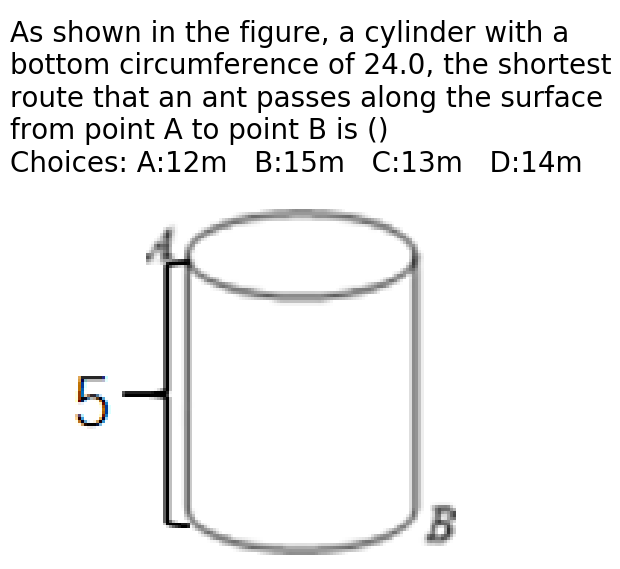 As shown in the figure, a cylinder with a
bottom circumference of 24.0, the shortest
route that an ant passes along the surface
from point A to point B is ()
Choices: A:12m B:15m C:13m D:14m
A
5
B